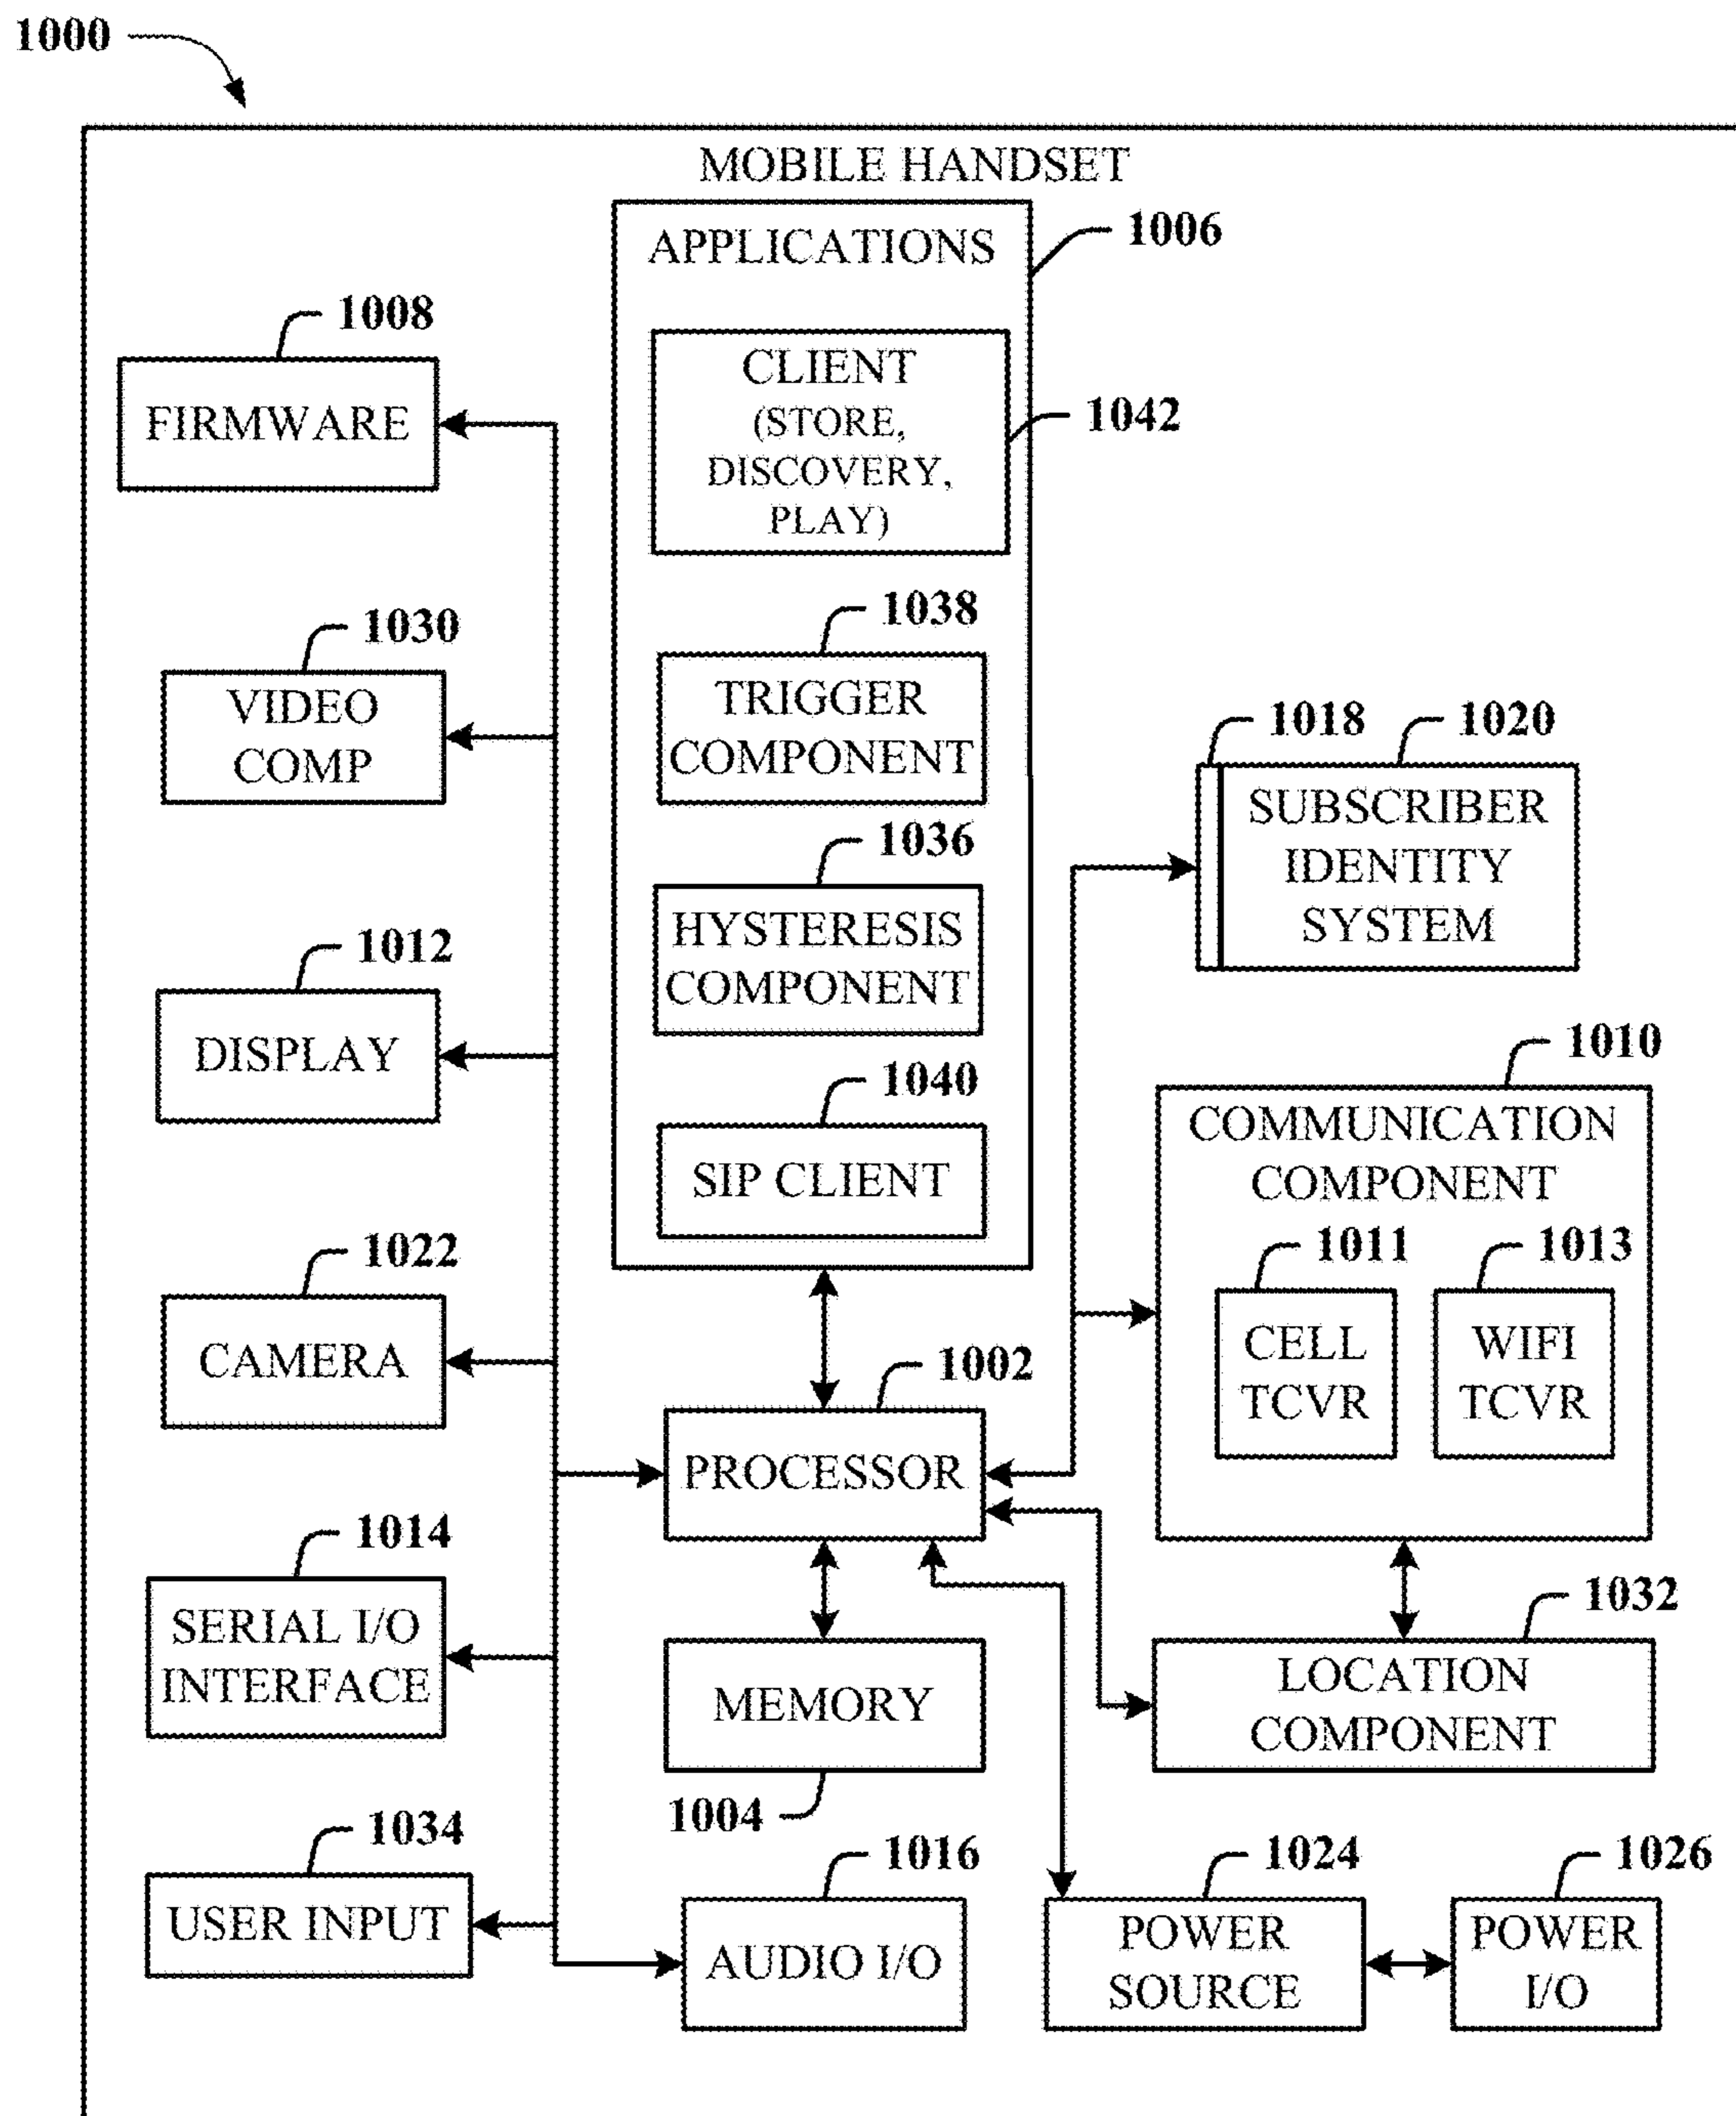 1000
MOBILE HANDSET
APPLICATIONS
1006
CLIENT
(STORE,
DISCOVERY,
PLAY)
1042
1008
FIRMWARE
1030
VIDEO
COMP
1038
TRIGGER
COMPONENT
1018
1020
SUBSCRIBER
IDENTITY
SYSTEM
1036
HYSTERESIS
COMPONENT
1012
DISPLAY
1040
SIP CLIENT
1010
COMMUNICATION
COMPONENT
1011
CELL
TCVR
1013
WIFI
TCVR
1022
CAMERA
1002
PROCESSOR
1014
SERIAL I/O
INTERFACE
MEMORY
1004
1032
LOCATION
COMPONENT
1034
USER INPUT
1016
AUDIO I/O
1024
POWER
SOURCE
1026
POWER
I/O